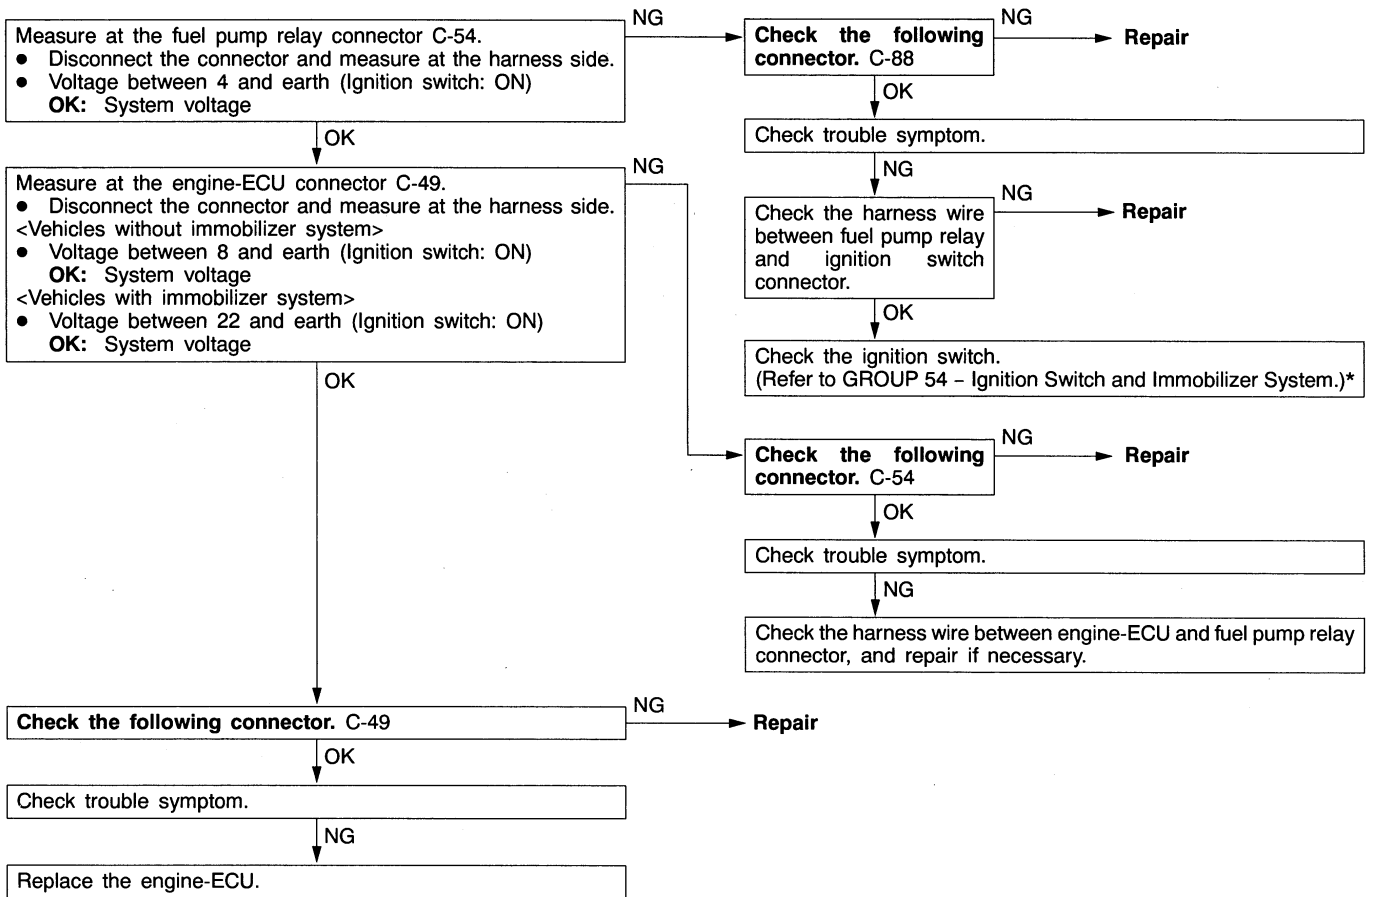 Measure at the fuel pump relay connector C-54.
● Disconnect the connector and measure at the harness side.
● Voltage between 4 and earth (Ignition switch: ON)
OK: System voltage
NG
Check the following
connector. C-88
NG
Repair
OK
Check trouble symptom.
NG
Check the harness wire
between fuel pump relay
and ignition switch
connector.
NG
Repair
OK
Check the ignition switch.
(Refer to GROUP 54 – Ignition Switch and Immobilizer System.)*
OK
Measure at the engine-ECU connector C-49.
● Disconnect the connector and measure at the harness side.
<Vehicles without immobilizer system>
● Voltage between 8 and earth (Ignition switch: ON)
OK: System voltage
<Vehicles with immobilizer system>
● Voltage between 22 and earth (Ignition switch: ON)
OK: System voltage
NG
Check the following
connector. C-54
NG
Repair
OK
Check trouble symptom.
NG
Check the harness wire between engine-ECU and fuel pump relay
connector, and repair if necessary.
OK
Check the following connector. C-49
NG
Repair
OK
Check trouble symptom.
NG
Replace the engine-ECU.